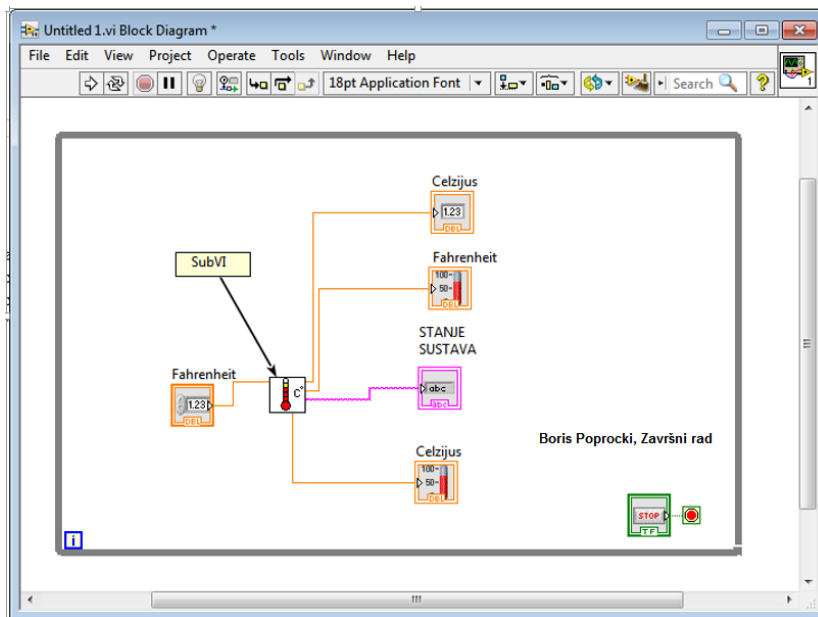 Untitled 1.vi Block Diagram *
File Edit View Project Operate Tools Window Help
18pt Application Font
Search
?
1
Celzijus
1.23
DBL
SubVI
Fahrenheit
100-
50-
DBL
STANJE
SUSTAVA
abc
abc
Fahrenheit
1.23
DBL
C°
Celzijus
100-
50-
DBL
Boris Poprocki, Završni rad
STOP
TF
i